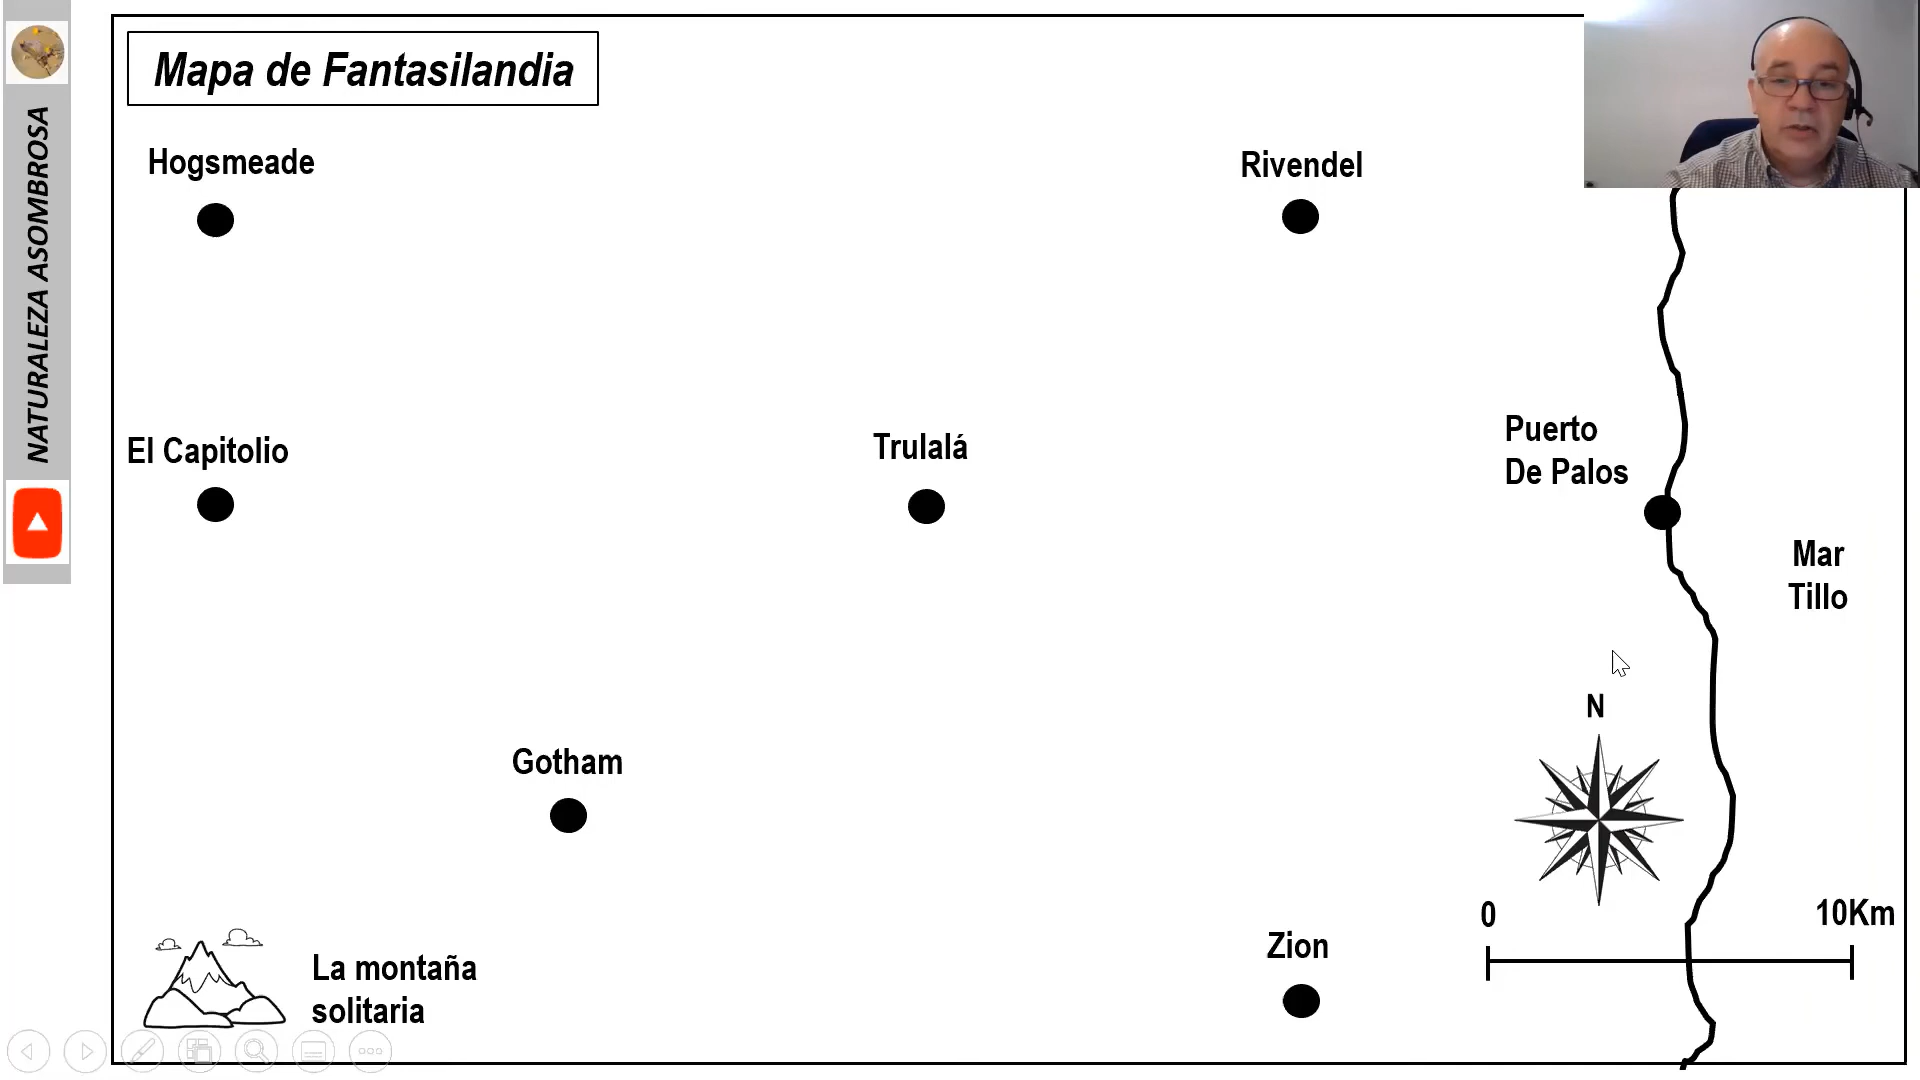 Mapa de Fantasilandia
NATURALEZA ASOMBROSA
Hogsmeade
Rivendel
El Capitolio
Trulalá
Puerto
De Palos
Mar
Tillo
N
Gotham
0
10Km
Zion
La montaña
solitaria